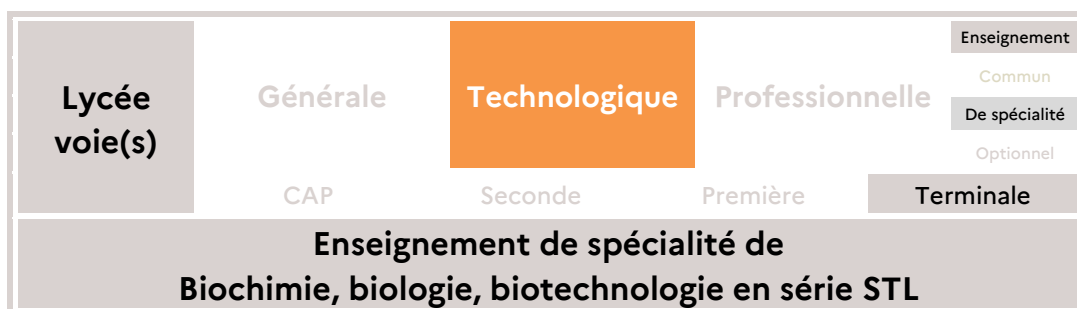 Lycée
voie(s)
Générale
Technologique
Professionnelle
Enseignement
Commun
De spécialité
Optionnel
CAP
Seconde
Première
Terminale
Enseignement de spécialité de
Biochimie, biologie, biotechnologie en série STL